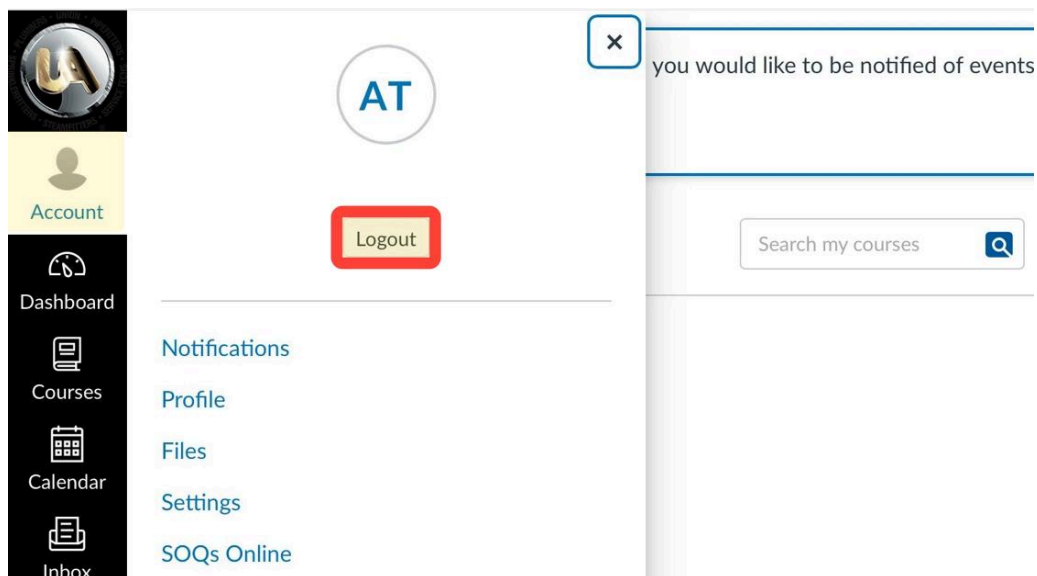 UA
Account
Dashboard
Courses
Calendar
Inbox
×
AT
Logout
Notifications
Profile
Files
Settings
SOQs Online
you would like to be notified of events
Search my courses